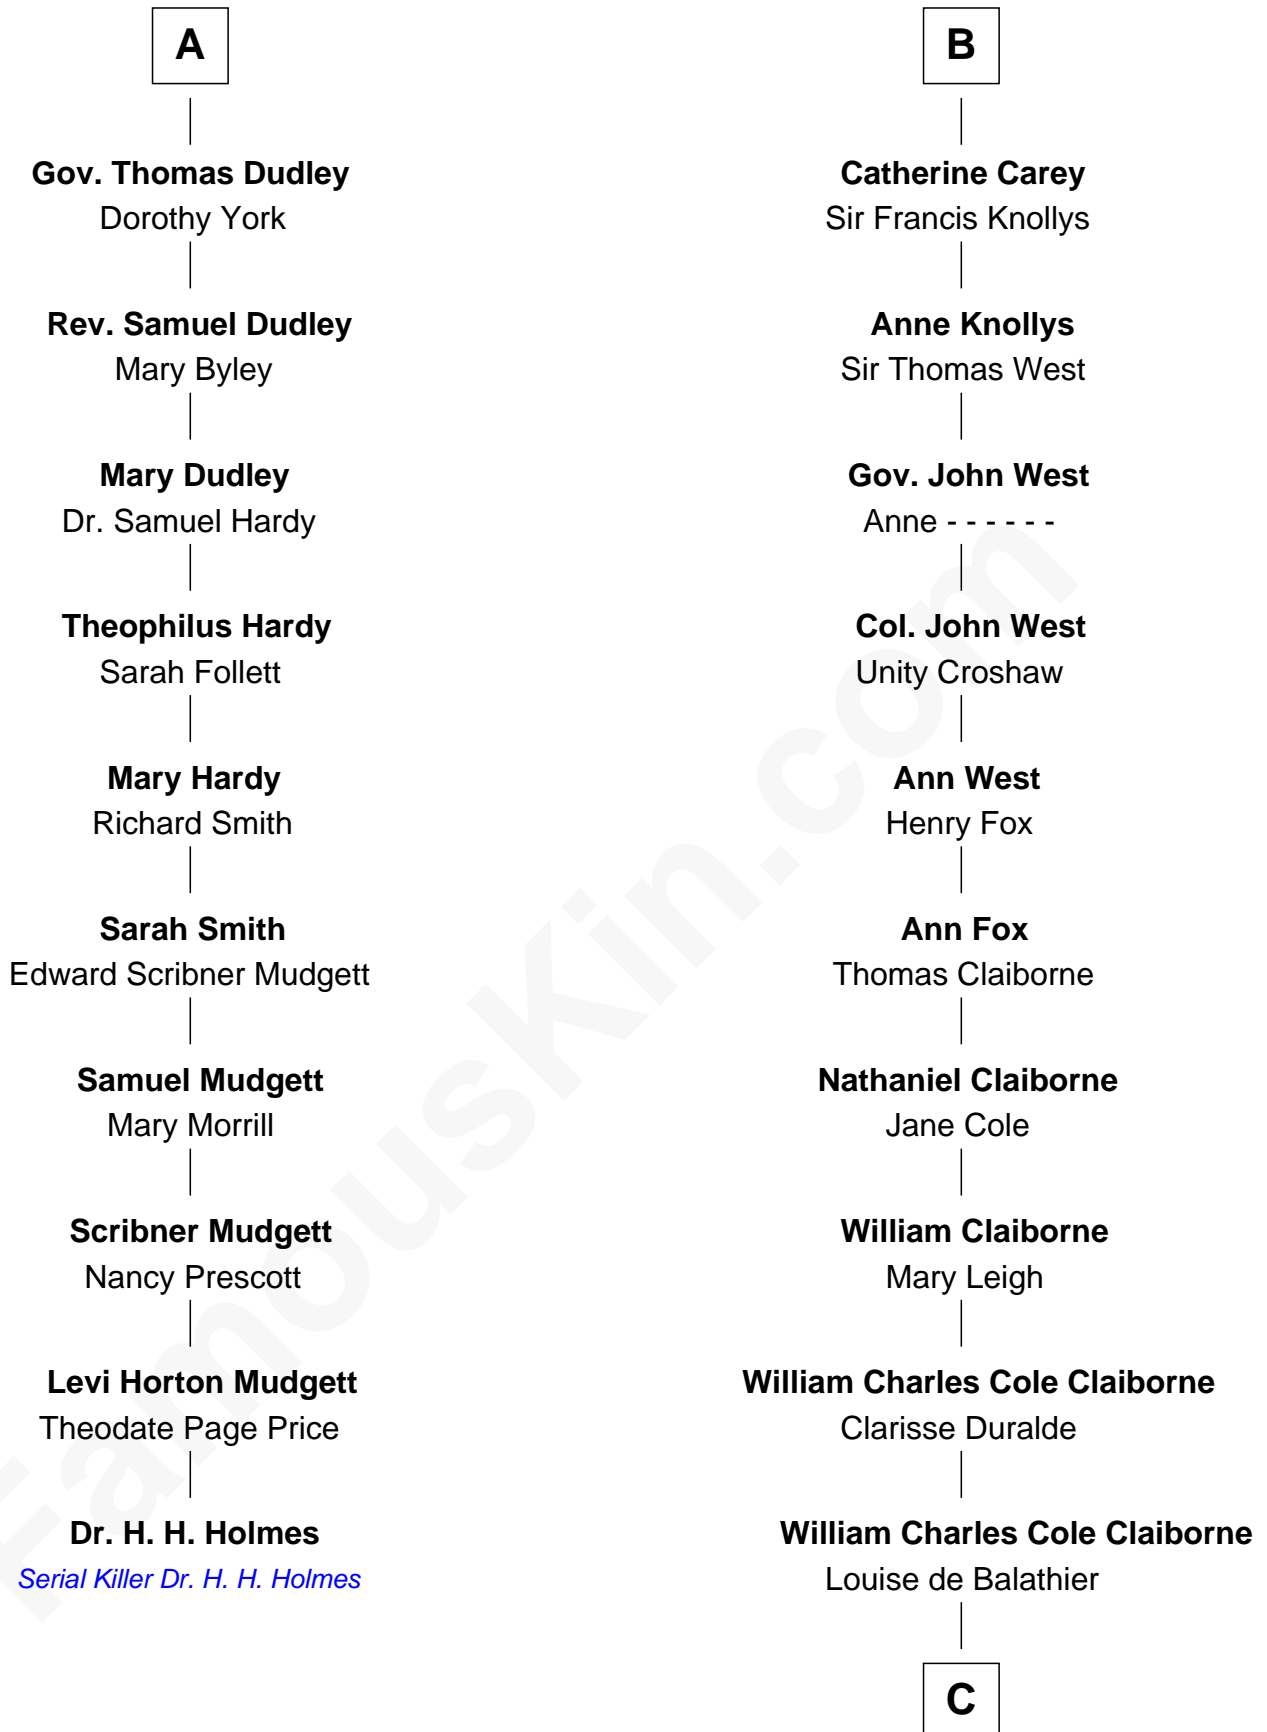 A
Gov. Thomas Dudley
Dorothy York
Rev. Samuel Dudley
Mary Byley
Mary Dudley
Dr. Samuel Hardy
Theophilus Hardy
Sarah Follett
Mary Hardy
Richard Smith
Sarah Smith
Edward Scribner Mudgett
Samuel Mudgett
Mary Morrill
Scribner Mudgett
Nancy Prescott
Levi Horton Mudgett
Theodate Page Price
Dr. H. H. Holmes
Serial Killer Dr. H. H. Holmes
B
Catherine Carey
Sir Francis Knollys
Anne Knollys
Sir Thomas West
Gov. John West
Anne - - - - - -
Col. John West
Unity Croshaw
Ann West
Henry Fox
Ann Fox
Thomas Claiborne
Nathaniel Claiborne
Jane Cole
William Claiborne
Mary Leigh
William Charles Cole Claiborne
Clarisse Duralde
William Charles Cole Claiborne
Louise de Balathier
C
FamousKin.com